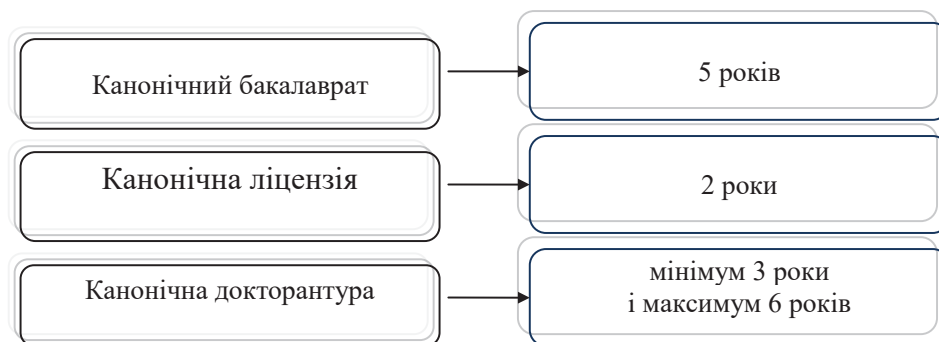 Канонічний бакалаврат
5 років
Канонічна ліцензія
2 роки
Канонічна докторантура
мінімум 3 роки
і максимум 6 років